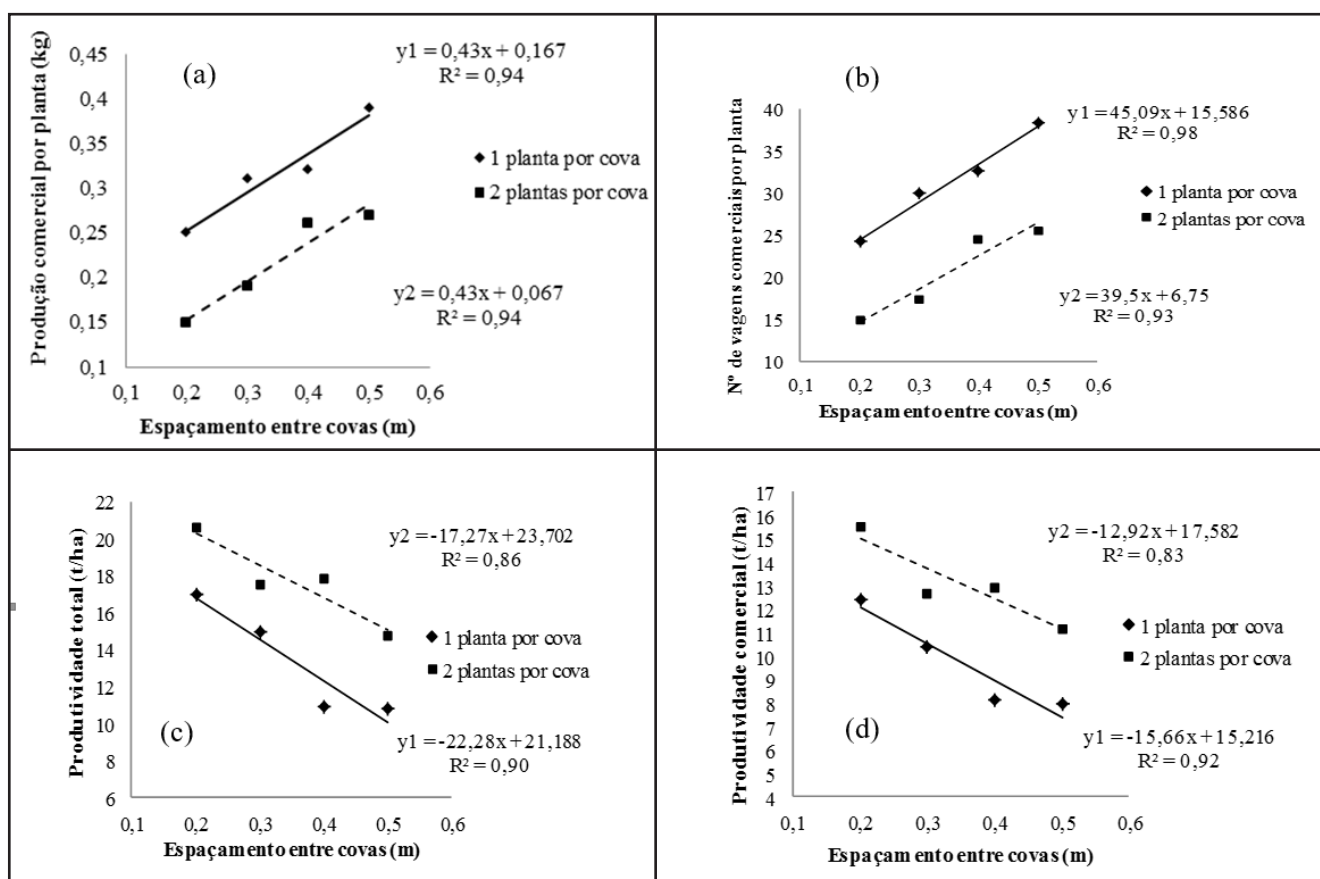 Produção comercial por planta (kg)
0,45
0,4
0,35
0,3
0,25
0,2
0,15
0,1
(a)
y1 = 0,43x + 0,167
R² = 0,94
1 planta por cova
2 plantas por cova
y2 = 0,43x + 0,067
R² = 0,94
0,1 0,2 0,3 0,4 0,5 0,6
Espaçamento entre covas (m)
Nº de vagens comerciais por planta
40
35
30
25
20
15
10
(b)
y1=45,09x + 15,586
R² = 0,98
1 planta por cova
2 plantas por cova
y2 = 39,5x + 6,75
R² = 0,93
0,1 0,2 0,3 0,4 0,5 0,6
Espaçamento entre covas (m)
Produtividade total (t/ha)
22
20
18
16
14
12
10
8
6
y2 = -17,27x + 23,702
R² = 0,86
1 planta por cova
2 plantas por cova
(c)
y1 = -22,28x + 21,188
R² = 0,90
0,1 0,2 0,3 0,4 0,5 0,6
Espaçamento entre covas (m)
Produtividade comercial (t/ha)
17
16
15
14
13
12
11
10
9
8
7
6
5
4
y2 = -12,92x + 17,582
R² = 0,83
1 planta por cova
2 plantas por cova
(d)
y1 = -15,66x + 15,216
R² = 0,92
0,1 0,2 0,3 0,4 0,5 0,6
Espaçamento entre covas (m)